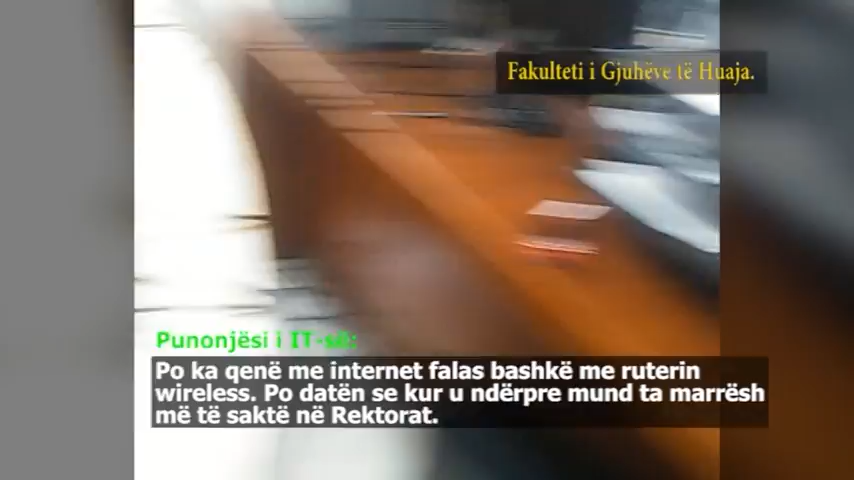 Fakulteti i Gjuhëve të Huaja.
Punonjësi i IT-së:
Po ka qenë me internet falas bashkë me ruterin
wireless. Po datën se kur u ndërpre mund ta marrësh
më të saktë në Rektorat.